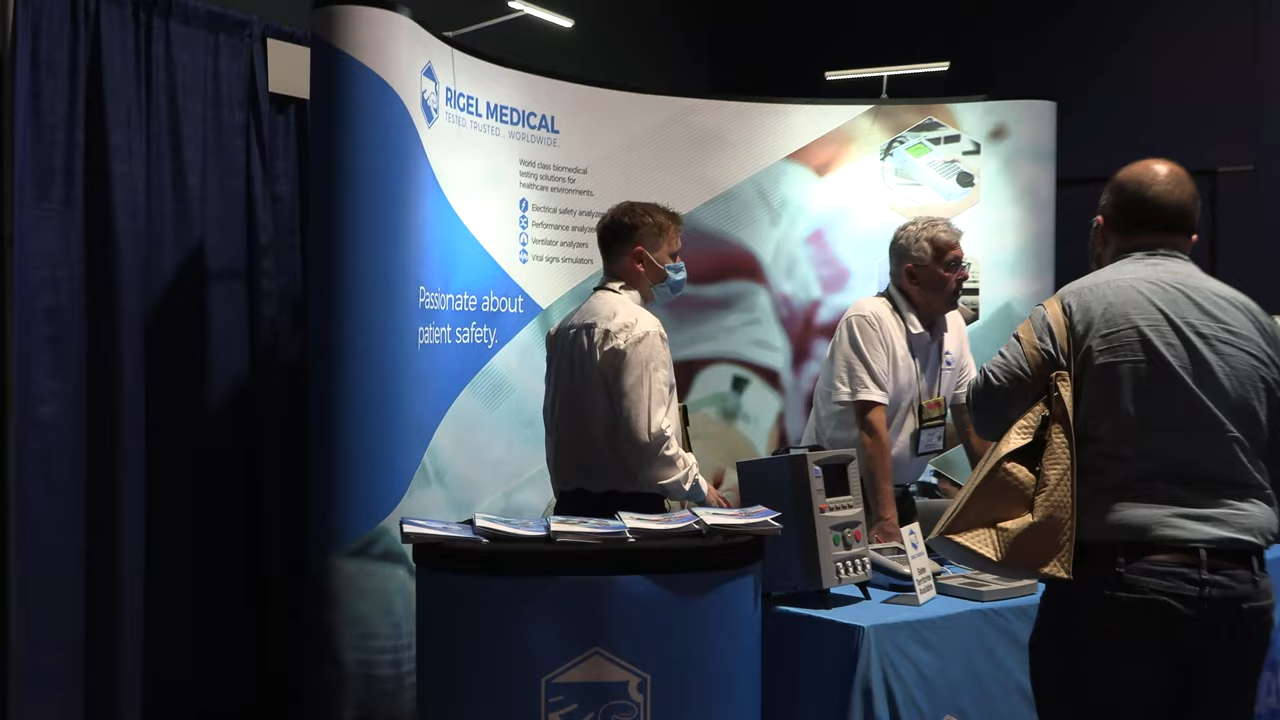 RIGEL MEDICAL
TESTED. TRUSTED... WORLDWIDE.
World class biomedical
testing solutions for
healthcare environments.
Electrical safety analyzers
Performance analyzers
Ventilator analyzers
Vital signs simulators
Passionate about
patient safety.